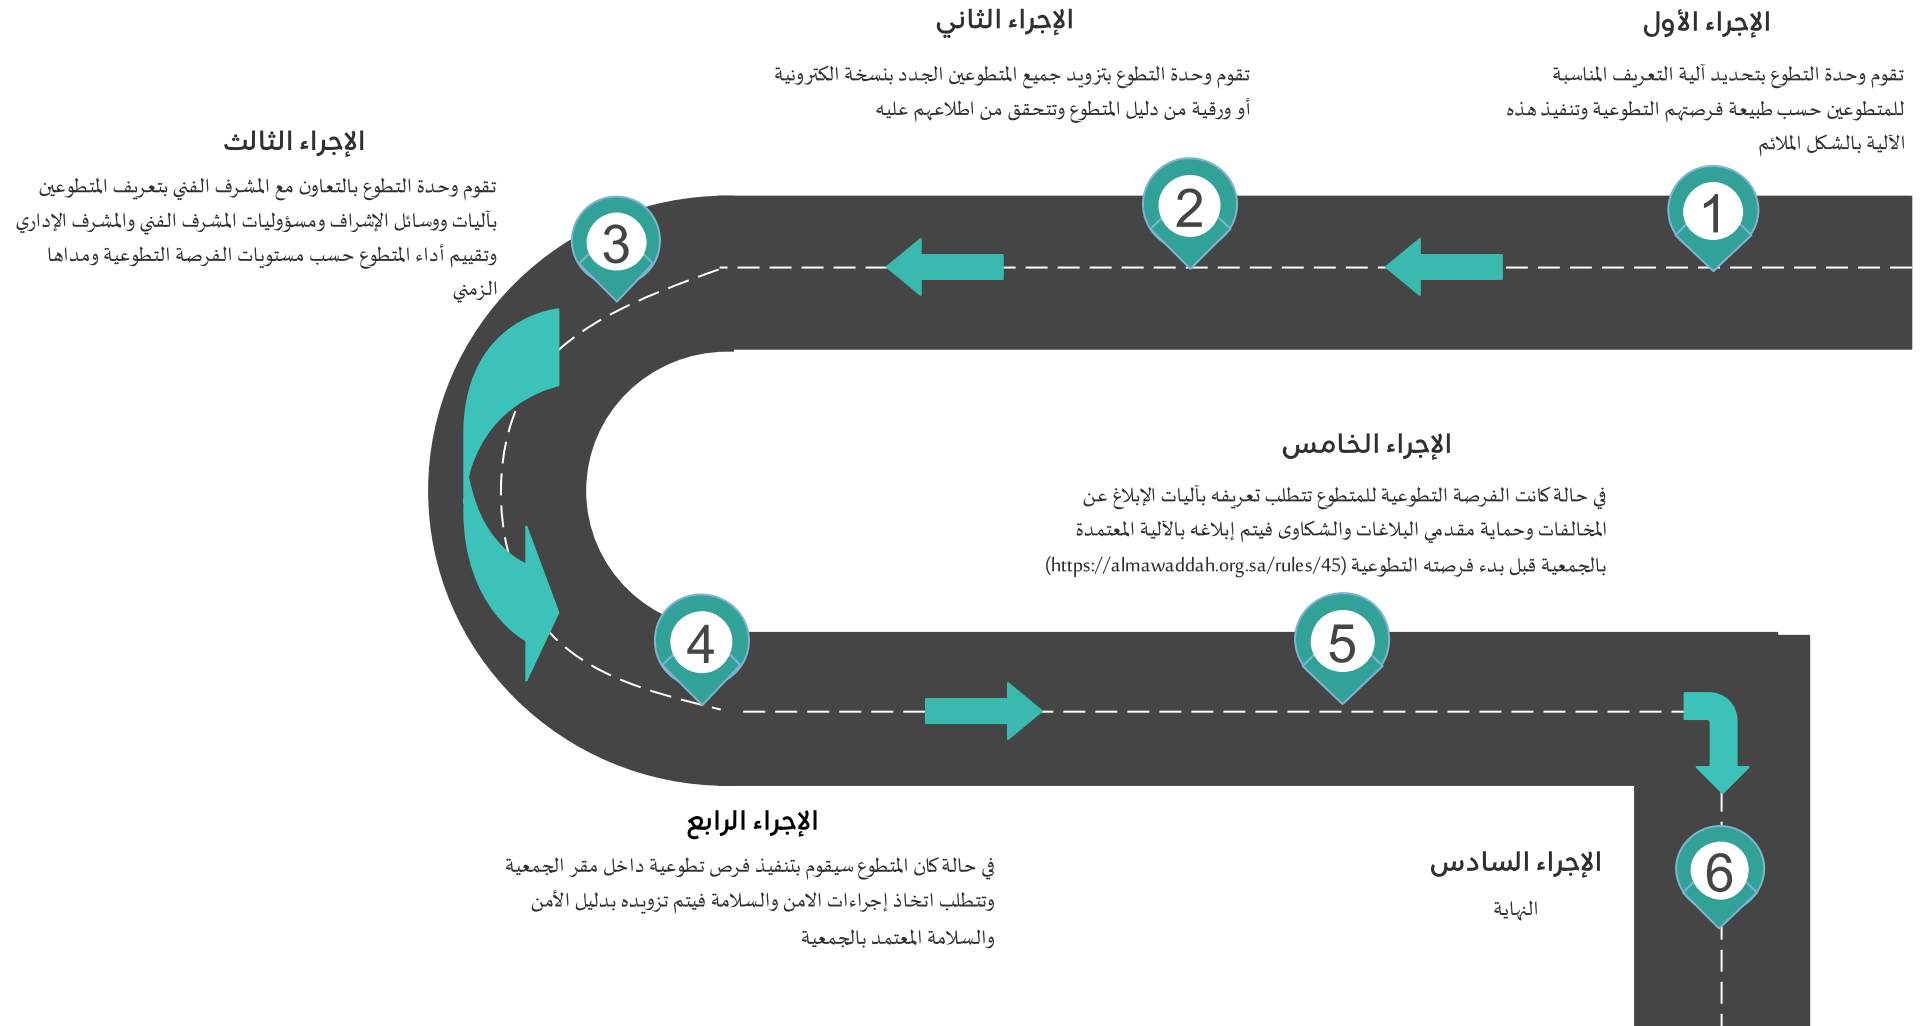 الإجراء الأول
تقوم وحدة التطوع بتحديد آلية التعريف المناسبة
للمتطوعين حسب طبيعة فرصتهم التطوعية وتنفيذ هذه
الآلية بالشكل الملائم
1
الإجراء الثاني
تقوم وحدة التطوع بتزويد جميع المتطوعين الجدد بنسخة الكترونية
أو ورقية من دليل المتطوع وتتحقق من اطلاعهم عليه
2
الإجراء الثالث
تقوم وحدة التطوع بالتعاون مع المشرف الفني بتعريف المتطوعين
بآليات ووسائل الإشراف ومسؤوليات المشرف الفني والمشرف الإداري
وتقييم أداء المتطوع حسب مستويات الفرصة التطوعية ومداها
الزمني
3
4
الإجراء الرابع
في حالة كان المتطوع سيقوم بتنفيذ فرص تطوعية داخل مقر الجمعية
وتتطلب اتخاذ إجراءات الامن والسلامة فيتم تزويده بدليل الأمن
والسلامة المعتمد بالجمعية
الإجراء الخامس
في حالة كانت الفرصة التطوعية للمتطوع تتطلب تعريفه بآليات الإبلاغ عن
المخالفات وحماية مقدمي البلاغات والشكاوى فيتم إبلاغه بالآلية المعتمدة
بالجمعية قبل بدء فرصته التطوعية (https://almawaddah.org.sa/rules/45)
5
الإجراء السادس
النهاية
6